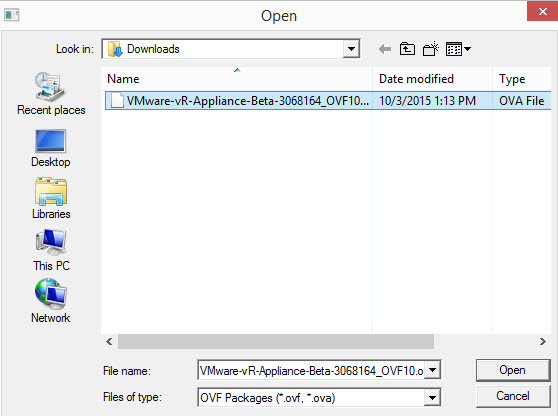 Open
Look in: Downloads
Name Date modified Type
VMware-vR-Appliance-Beta-3068164_OVF10... 10/3/2015 1:13 PM OVA File
Recent places
Desktop
Libraries
This PC
Network
File name: VMware-vR-Appliance-Beta-3068164_OVF10.o Open
Files of type: OVF Packages (*.ovf, *.ova) Cancel